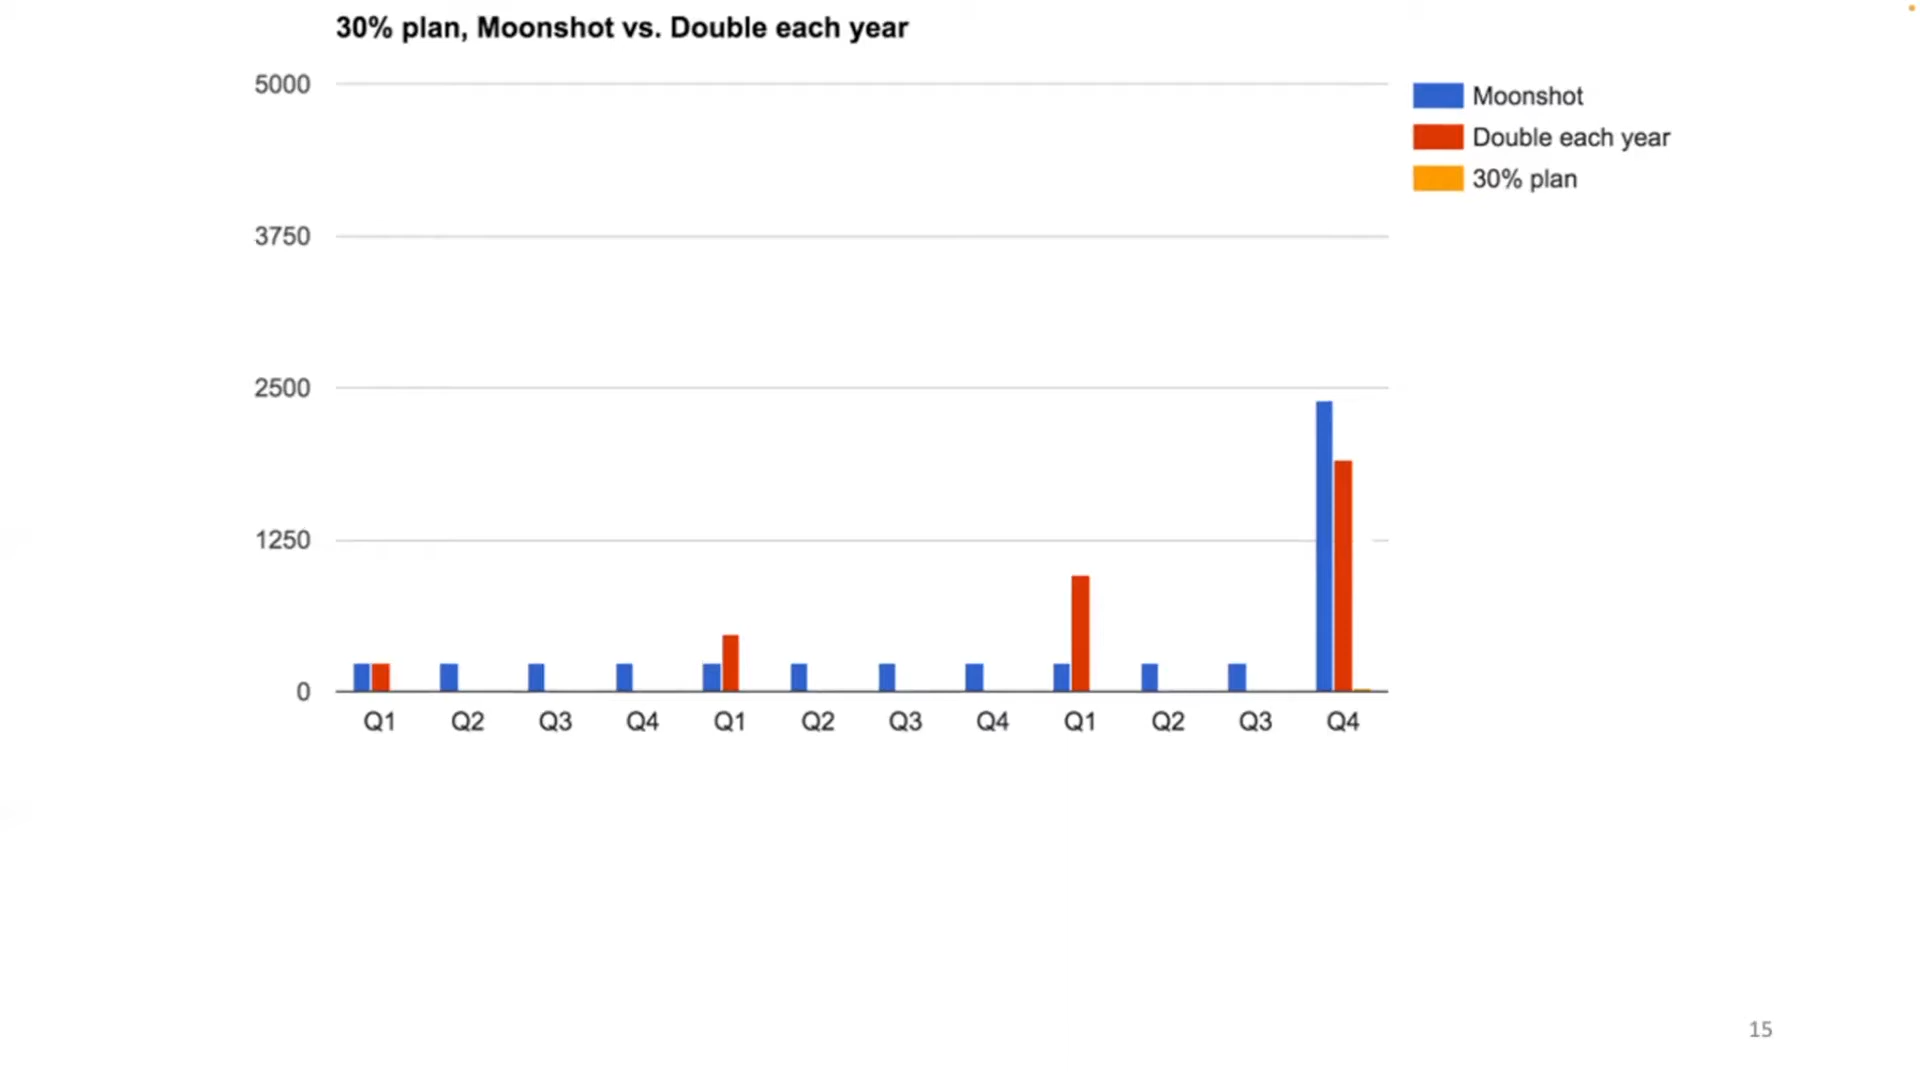 30% plan, Moonshot vs. Double each year
5000
3750
2500
1250
0
Moonshot
Double each year
30% plan
Q1 Q2 Q3 Q4 Q1 Q2 Q3 Q4 Q1 Q2 Q3 Q4
15